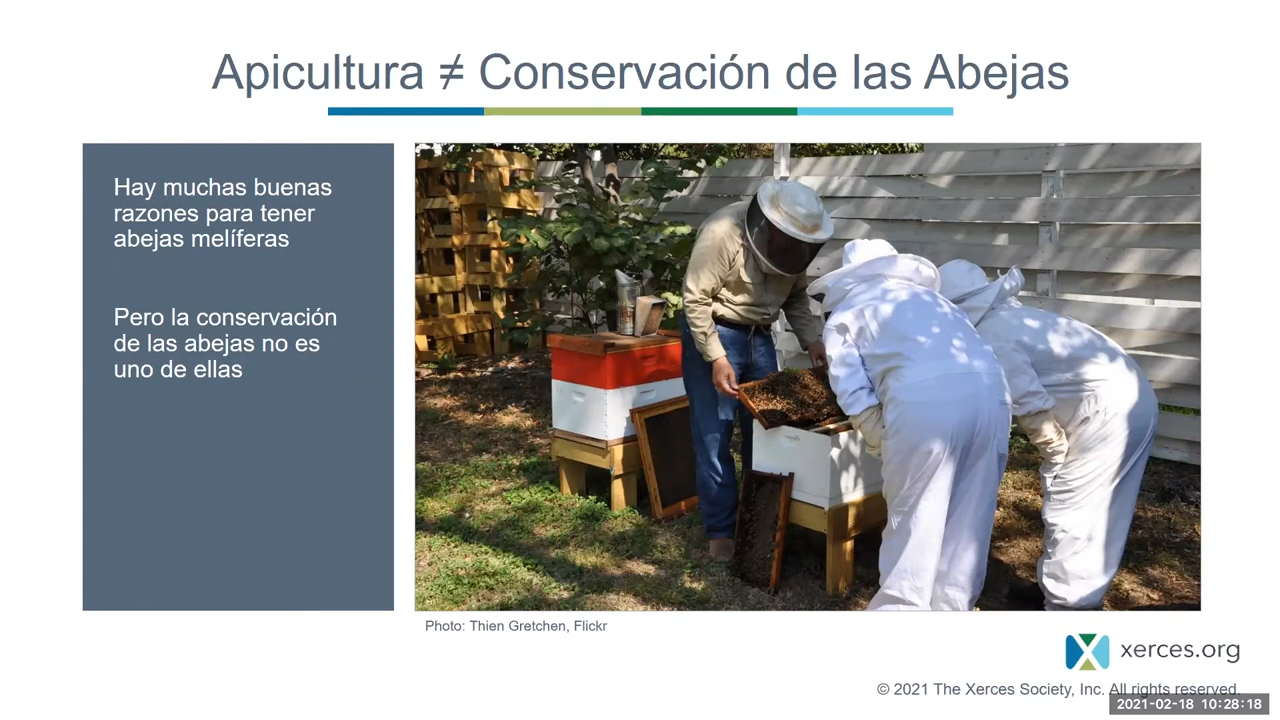 Apicultura ≠ Conservación de las Abejas
Hay muchas buenas
razones para tener
abejas melíferas
Pero la conservación
de las abejas no es
uno de ellas
Photo: Thien Gretchen, Flickr
xerces.org
© 2021 The Xerces Society, Inc. All rights reserved.
2021-02-18 10:28:18